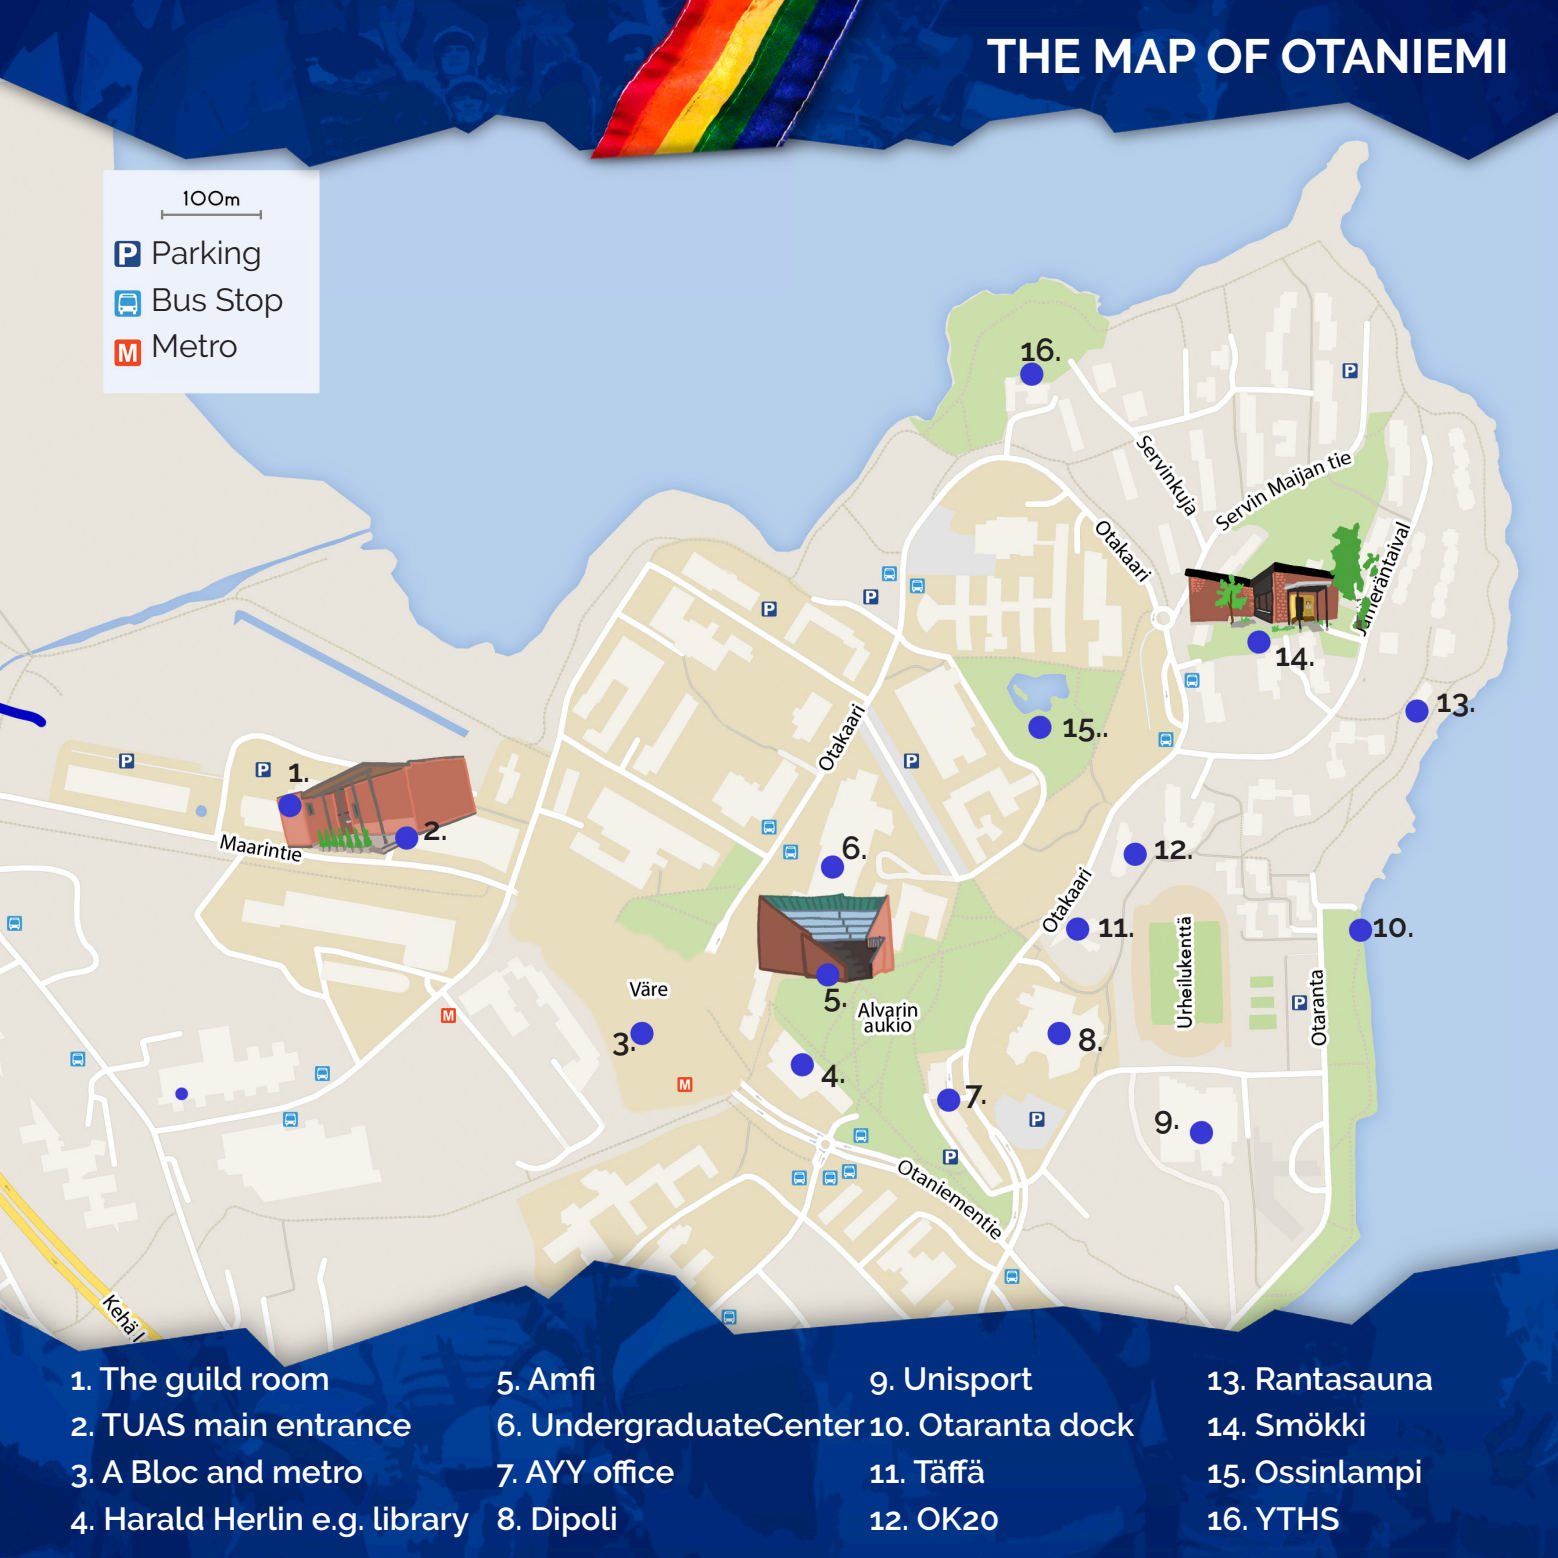 THE MAP OF OTANIEMI
100m
P Parking
Bus Stop
M Metro
16.
P
Servinkuja
Servin Maijan tie
Otakaari
Jämeräntaival
P
P
14.
13.
15..
Otakaari
P
P
P
1.
2.
Maarintie
6.
12.
Otakaari
11.
10.
Urheilukenttä
Otaranta
P
Väre
5.
Alvarin
aukio
M
3.
8.
4.
M
7.
P
9.
P
Otaniementie
Kehä I
1. The guild room
2. TUAS main entrance
3. A Bloc and metro
4. Harald Herlin e.g. library
5. Amfi
6. UndergraduateCenter
7. AYY office
8. Dipoli
9. Unisport
10. Otaranta dock
11. Täffä
12. OK20
13. Rantasauna
14. Smökki
15. Ossinlampi
16. YTHS